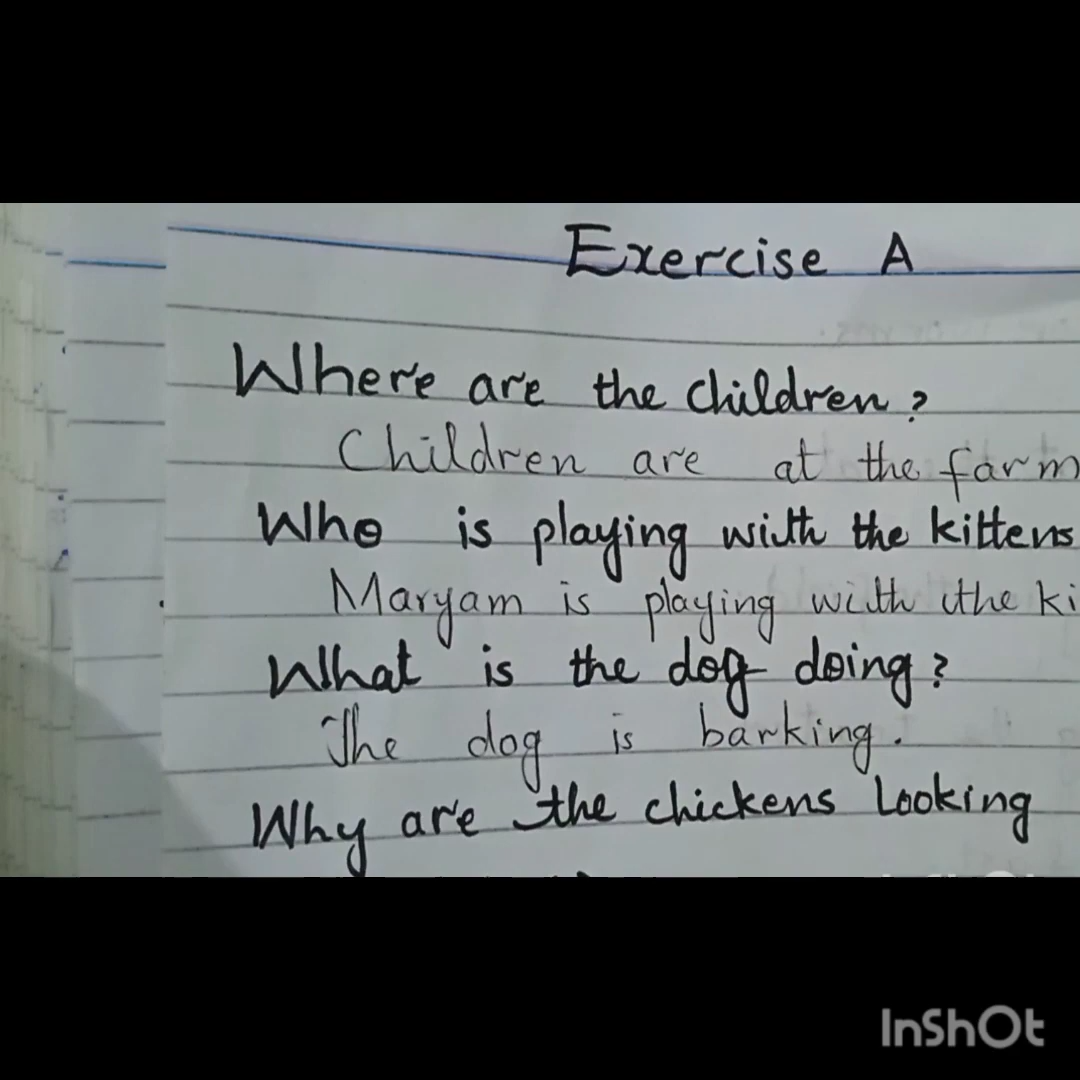 Exercise A
Where are the children?
Children are at the farm
Who is playing with the kittens
Maryam is playing with the ki
What is the dog doing?
The dog is barking.
Why are the chickens looking
InShOt